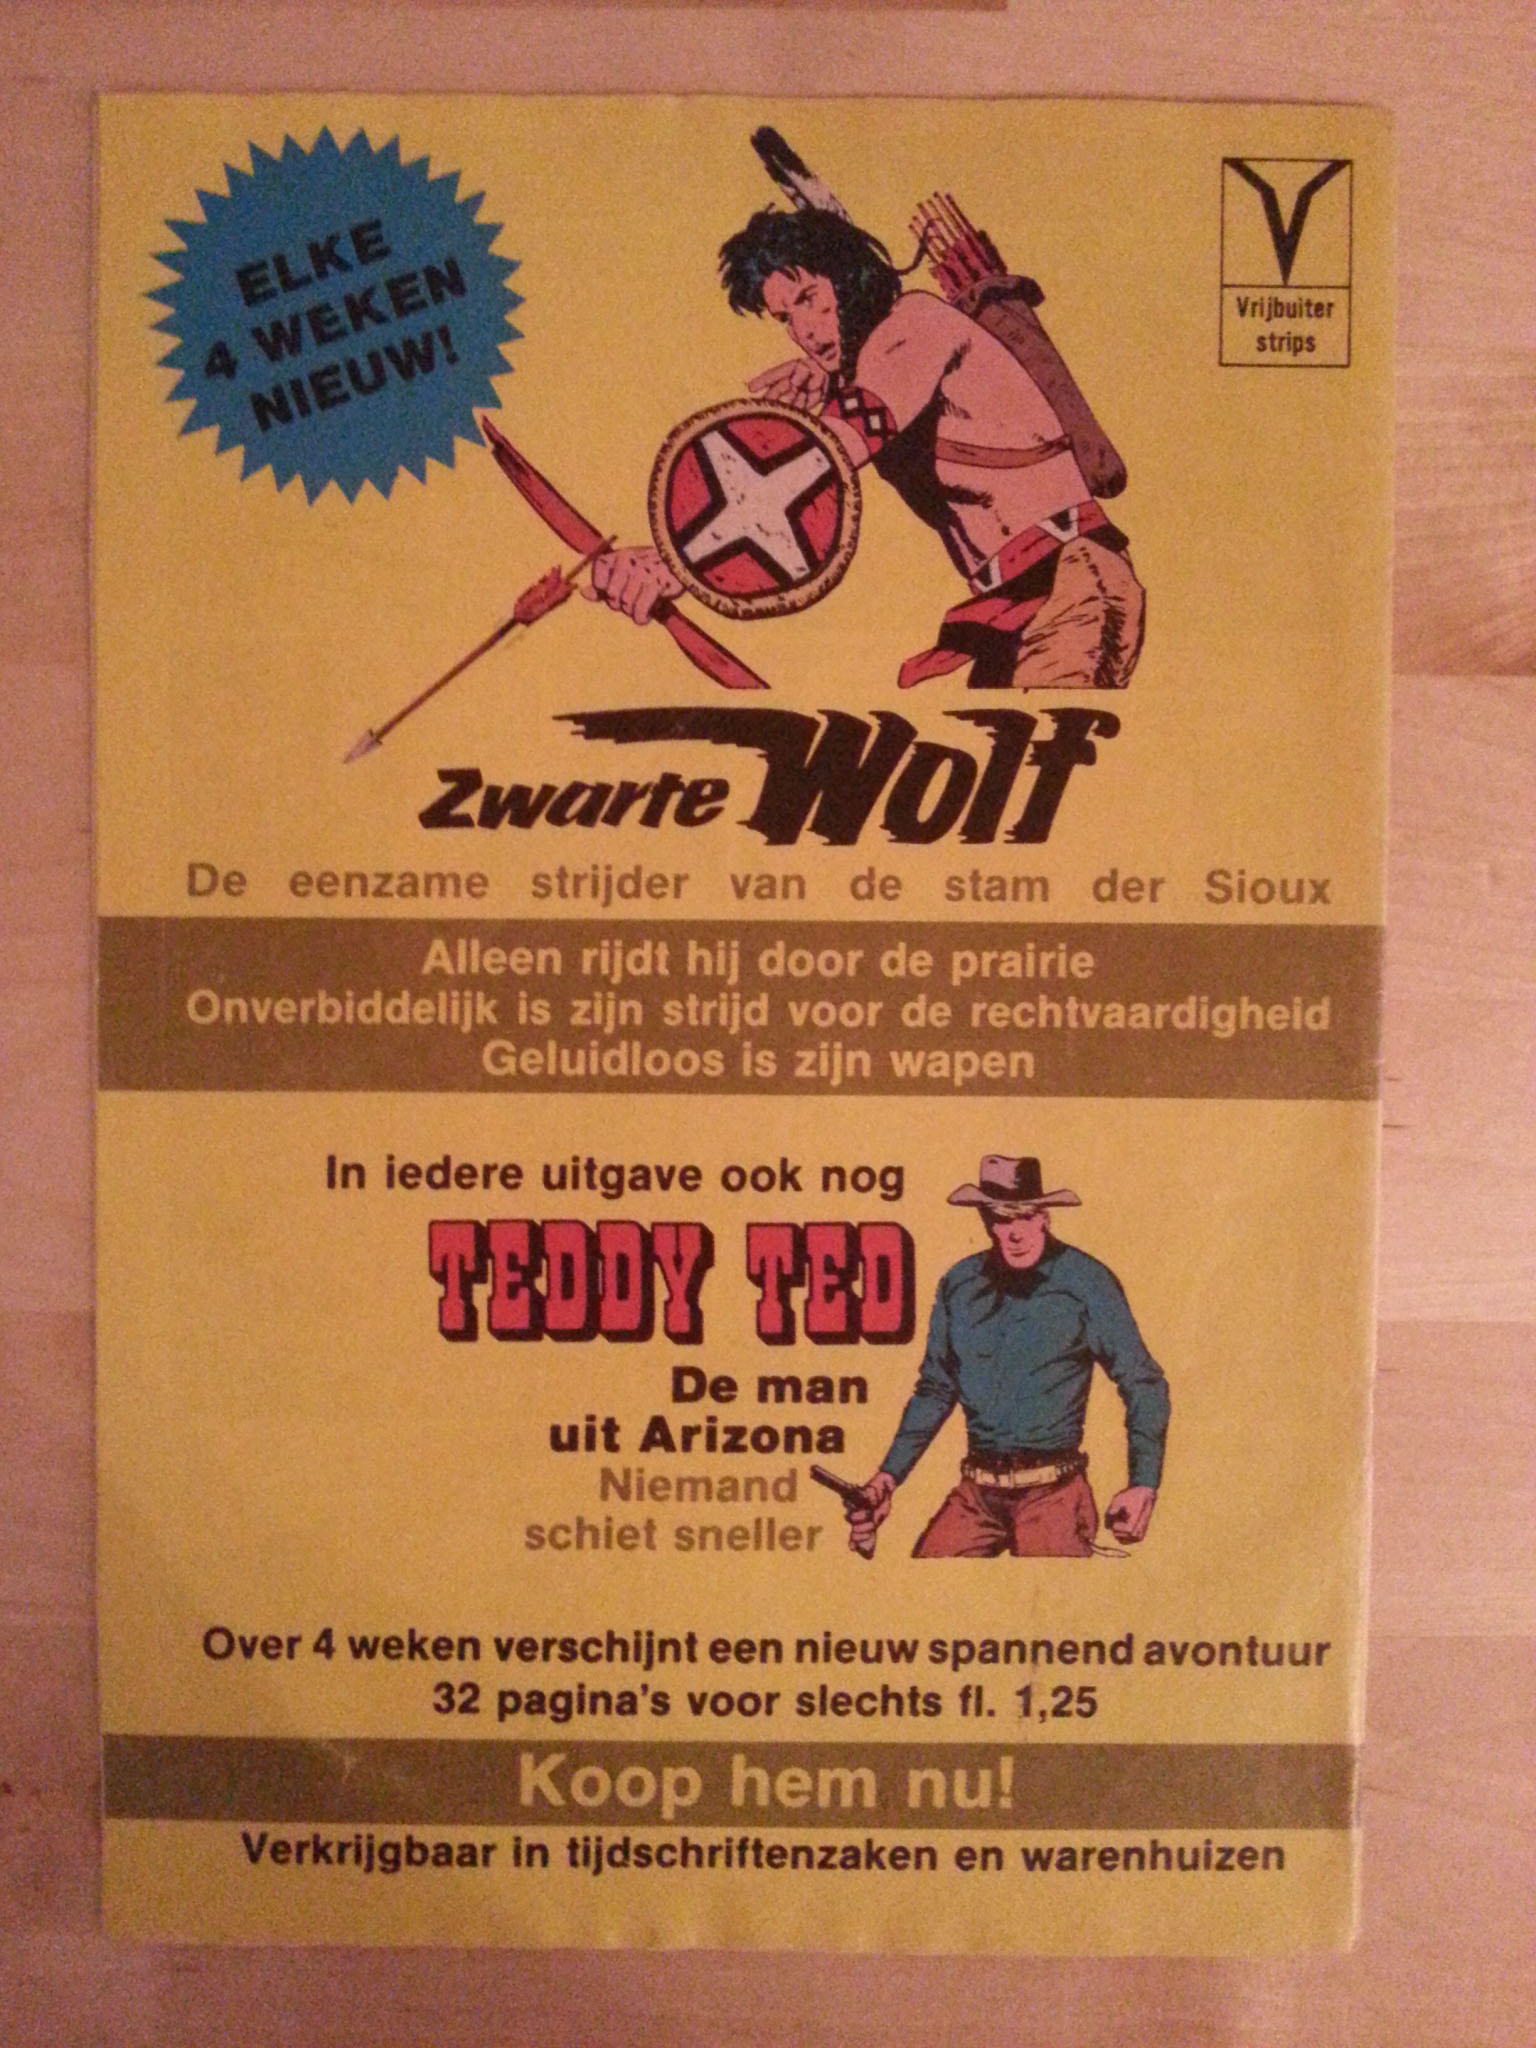 ELKE
4 WEKEN
NIEUW!
Vrijbuiter
strips
Zwarte Wolf
De eenzame strijder van de stam der Sioux
Alleen rijdt hij door de prairie
Onverbiddelijk is zijn strijd voor de rechtvaardigheid
Geluidloos is zijn wapen
In iedere uitgave ook nog
TEDDY TED
De man
uit Arizona
Niemand
schiet sneller
Over 4 weken verschijnt een nieuw spannend avontuur
32 pagina's voor slechts fl. 1,25
Koop hem nu!
Verkrijgbaar in tijdschriftenzaken en warenhuizen